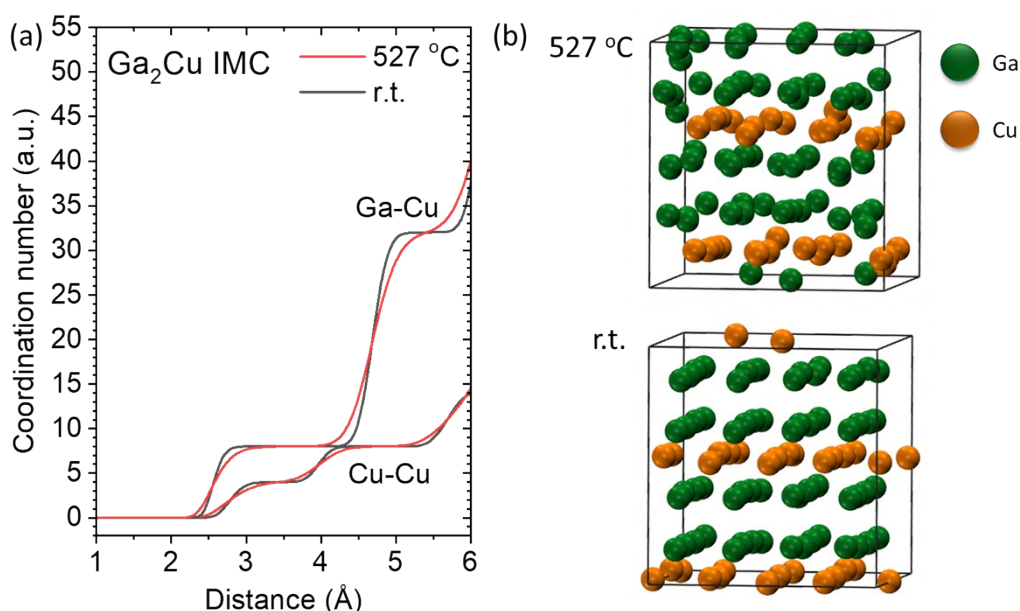 (a)
Ga₂Cu IMC
527 °C
r.t.
Ga-Cu
Cu-Cu
Coordination number (a.u.)
55
50
45
40
35
30
25
20
15
10
5
0
1 2 3 4 5 6
Distance (Å)
(b)
527 °C
Ga
Cu
r.t.